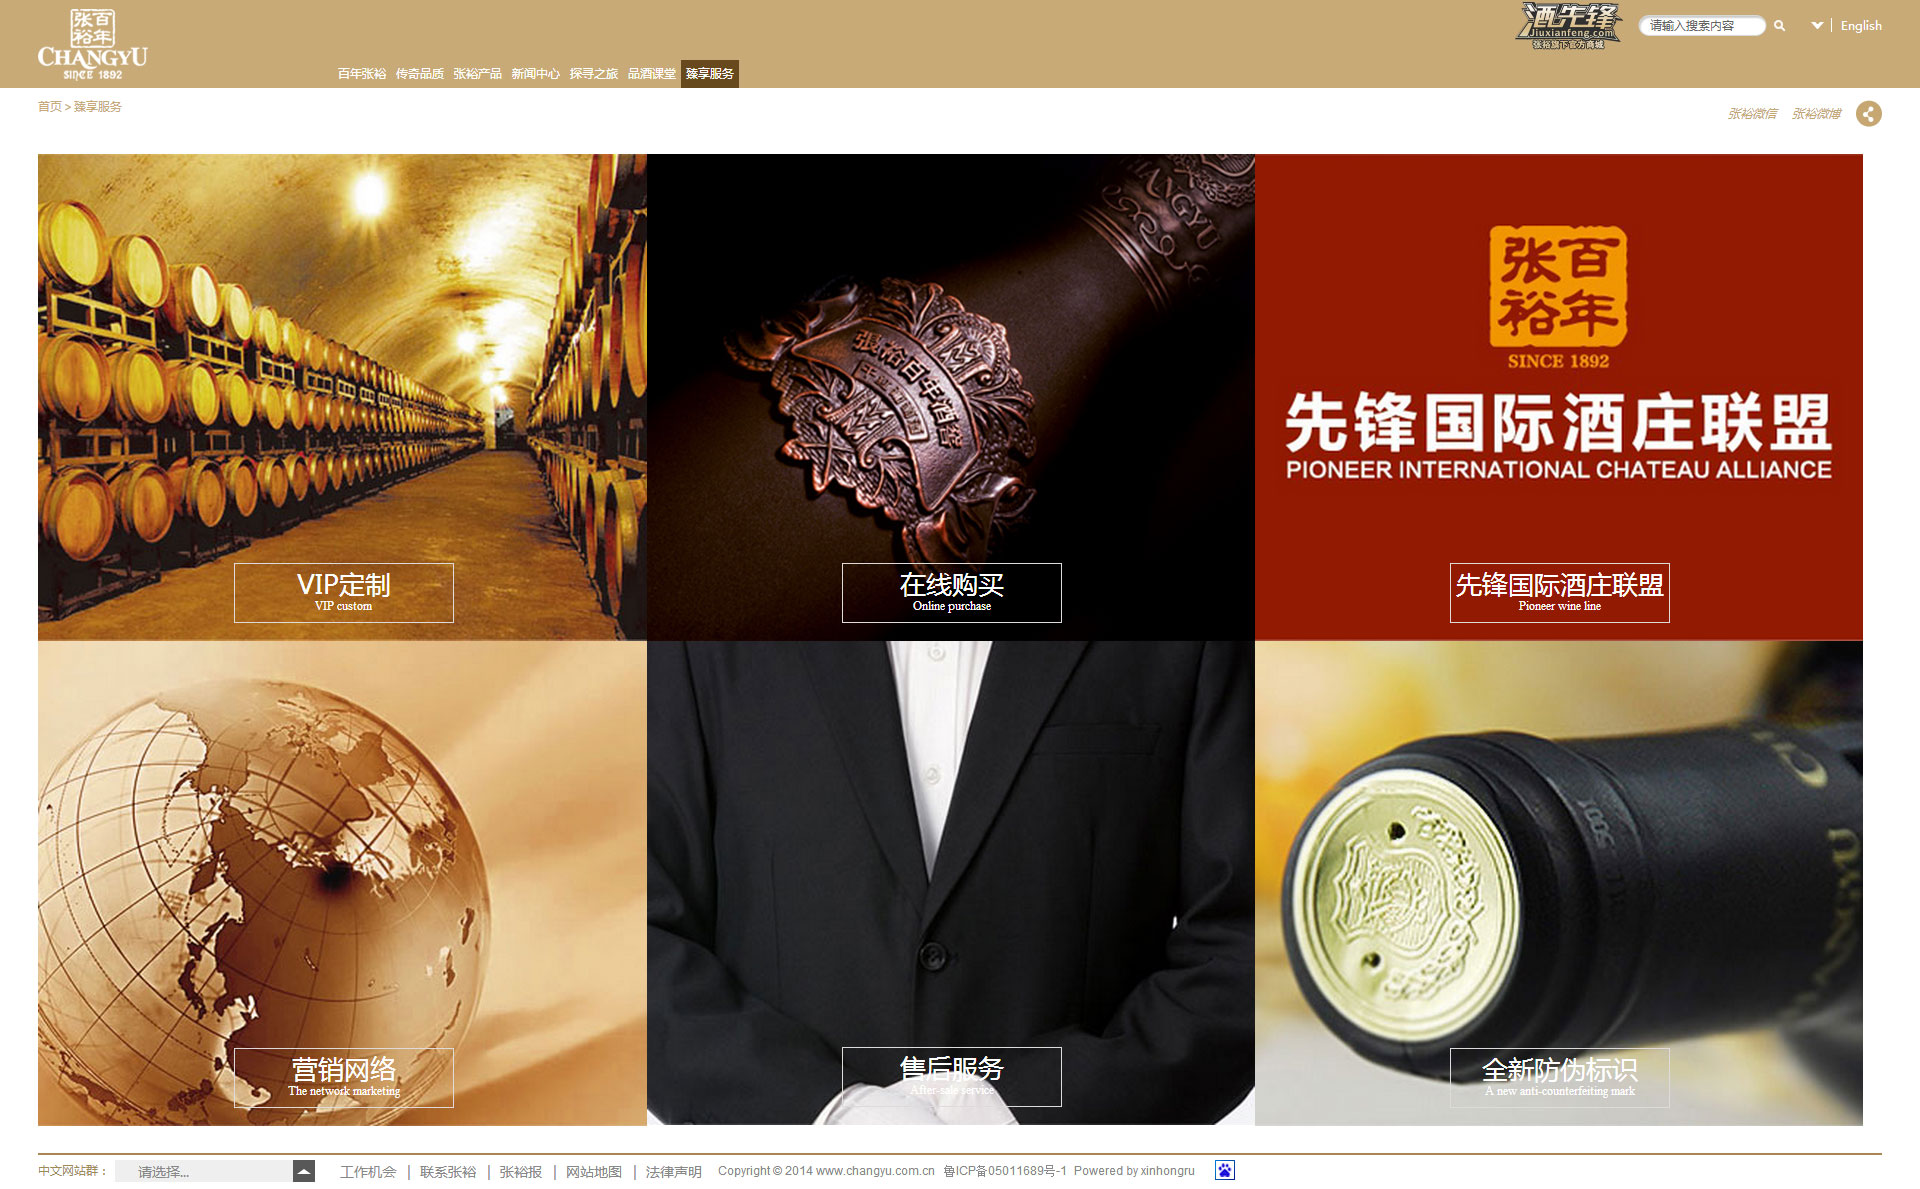 张百
裕年
CHANGYU
SINCE 1892
百年张裕 传奇品质 张裕产品 新闻中心 探寻之旅 品酒课堂 臻享服务
酒先锋
Jiuxianfeng.com
张裕旗下官方商城
请输入搜索内容
English
首页 > 臻享服务
张裕微信 张裕微博
VIP定制
VIP custom
CHANGYU
張裕百年酒窖
在线购买
Online purchase
张百
裕年
SINCE 1892
先锋国际酒庄联盟
PIONEER INTERNATIONAL CHATEAU ALLIANCE
先锋国际酒庄联盟
Pioneer wine line
营销网络
The network marketing
售后服务
After-sale service
CHANGYU
全新防伪标识
A new anti-counterfeiting mark
中文网站群：
请选择...
工作机会 | 联系张裕 | 张裕报 | 网站地图 | 法律声明
Copyright © 2014 www.changyu.com.cn 鲁ICP备05011689号-1 Powered by xinhongru